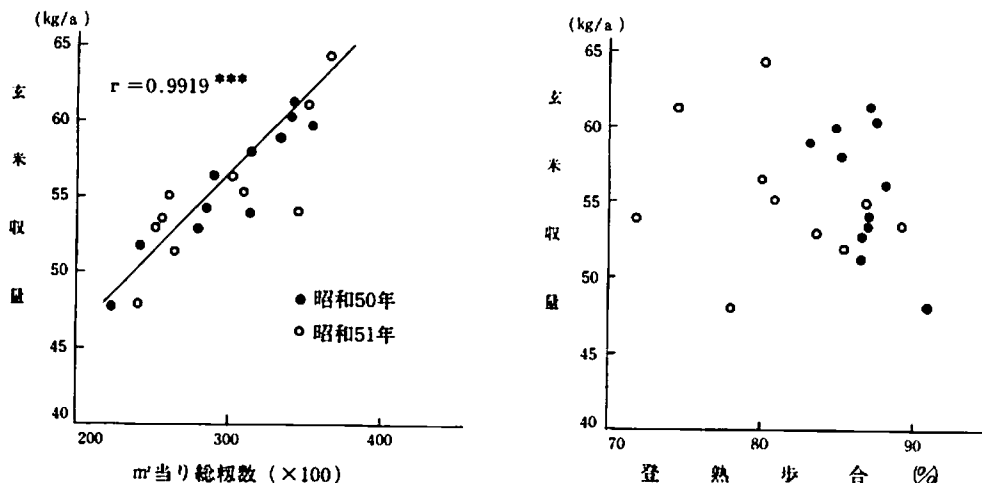 (kg/a)
65
60
55
50
45
40
玄米収量
r＝0.9919***
●昭和50年
○昭和51年
200 300 400
㎡当り総籾数（×100）
(kg/a)
65
60
55
50
45
40
玄米収量
70 80 90
登熟歩合（%）